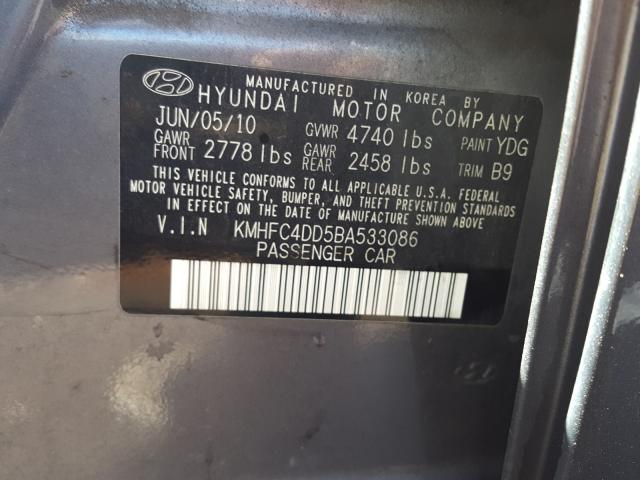 MANUFACTURED IN KOREA BY
HYUNDAI MOTOR COMPANY
JUN/05/10 GVWR 4740 lbs PAINT YDG
GAWR FRONT 2778 lbs GAWR REAR 2458 lbs TRIM B9
THIS VEHICLE CONFORMS TO ALL APPLICABLE U.S.A. FEDERAL
MOTOR VEHICLE SAFETY, BUMPER, AND THEFT PREVENTION STANDARDS
IN EFFECT ON THE DATE OF MANUFACTURE SHOWN ABOVE
V.I.N KMHFC4DD5BA533086
PASSENGER CAR